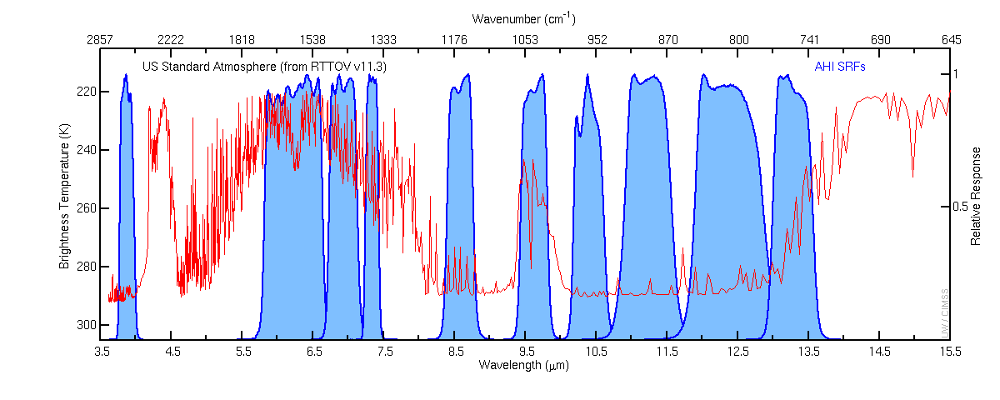 Wavenumber (cm⁻¹)
2857 2222 1818 1538 1333 1176 1053 952 870 800 741 690 645
US Standard Atmosphere (from RTTOV v11.3) AHI SRFs
1
220
240
260
280
300
Brightness Temperature (K)
0.5
Relative Response
UW / CIMSS
3.5 4.5 5.5 6.5 7.5 8.5 9.5 10.5 11.5 12.5 13.5 14.5 15.5
Wavelength (μm)